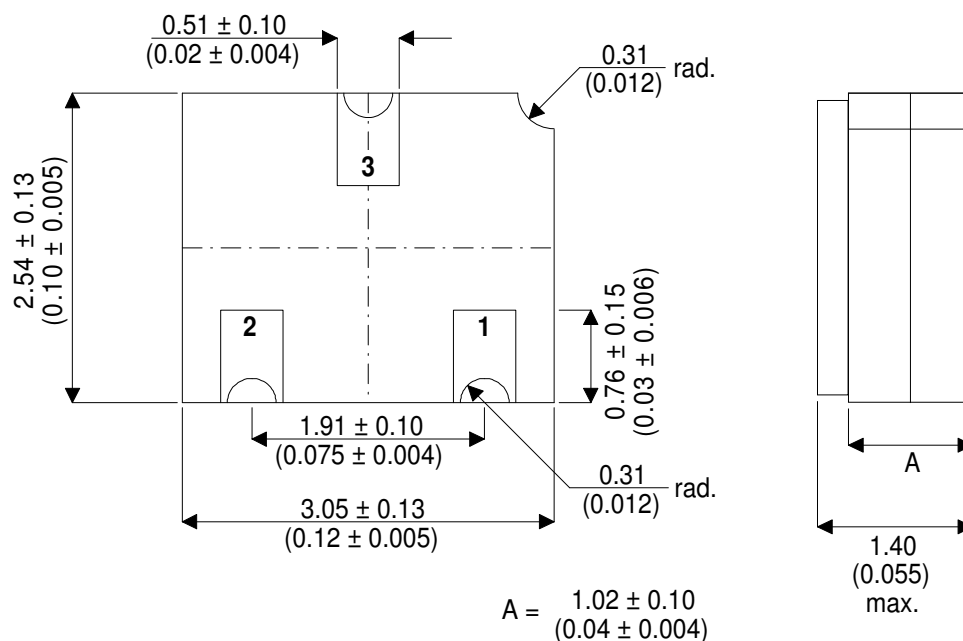 0.51 ± 0.10
(0.02 ± 0.004)
0.31
(0.012)
rad.
3
2.54 ± 0.13
(0.10 ± 0.005)
2
1
0.76 ± 0.15
(0.03 ± 0.006)
1.91 ± 0.10
(0.075 ± 0.004)
A
0.31
(0.012)
rad.
3.05 ± 0.13
(0.12 ± 0.005)
1.40
(0.055)
max.
A = 1.02 ± 0.10
(0.04 ± 0.004)